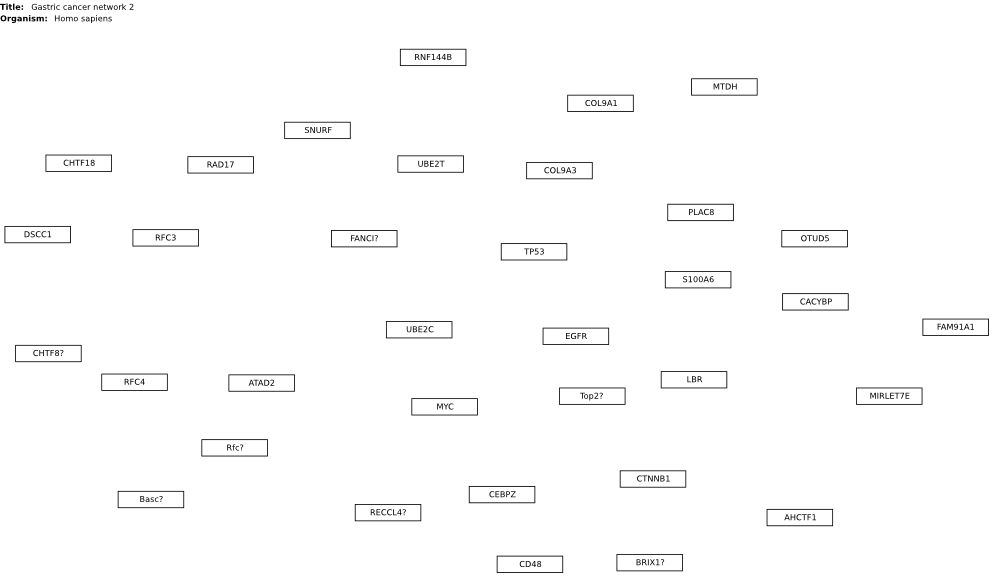 Title: Gastric cancer network 2
Organism: Homo sapiens
RNF144B
MTDH
COL9A1
SNURF
CHTF18
RAD17
UBE2T
COL9A3
PLAC8
DSCC1
RFC3
FANCI?
OTUD5
TP53
S100A6
CACYBP
FAM91A1
UBE2C
EGFR
CHTF8?
RFC4
ATAD2
LBR
Top2?
MIRLET7E
MYC
Rfc?
CTNNB1
CEBPZ
Basc?
RECCL4?
AHCTF1
CD48
BRIX1?